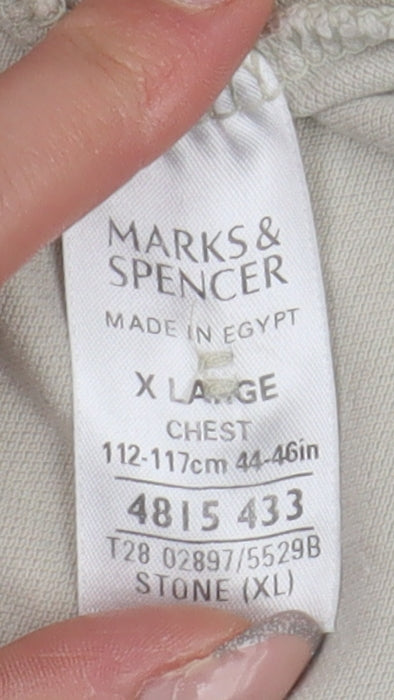 MARKS &
SPENCER
MADE IN EGYPT
X LARGE
CHEST
112-117cm 44-46in
4815 433
T28 02897/5529B
STONE (XL)